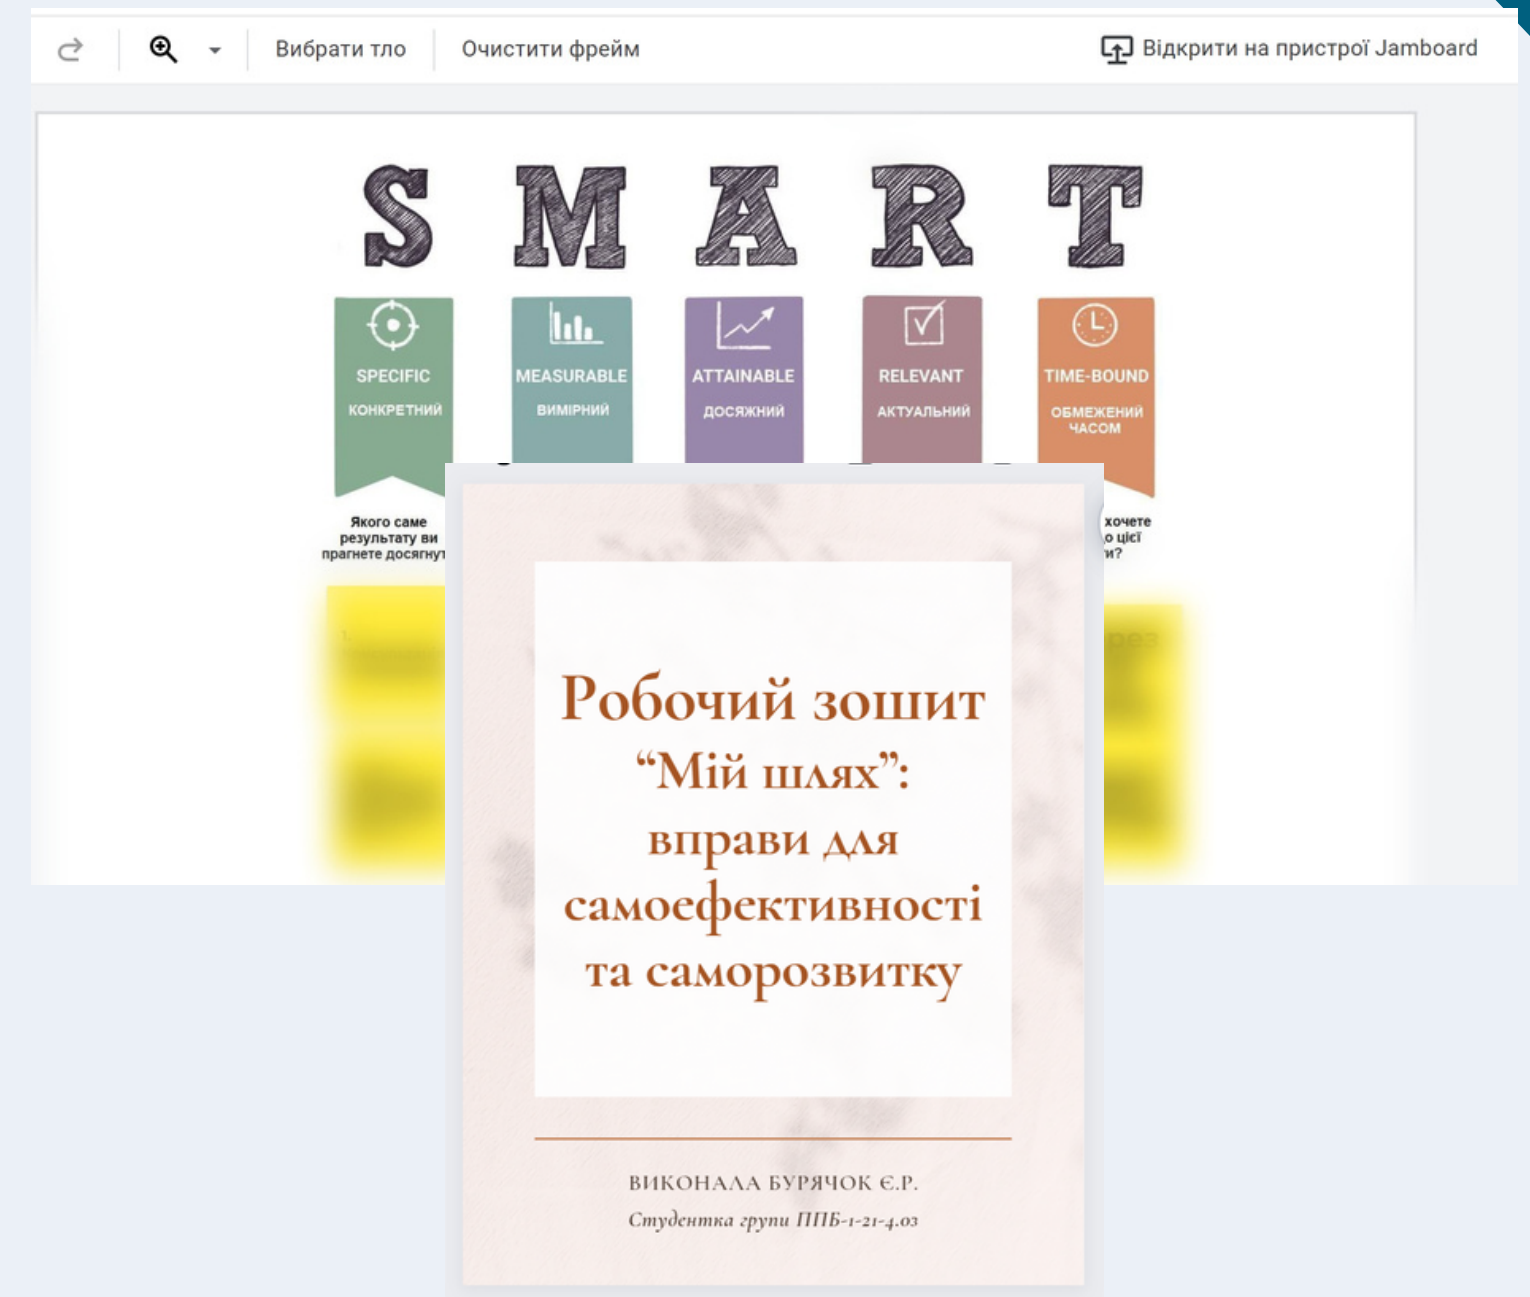 Вибрати тло
Очистити фрейм
Відкрити на пристрої Jamboard
S M A R T
SPECIFIC
КОНКРЕТНИЙ
MEASURABLE
ВИМІРНИЙ
ATTAINABLE
ДОСЯЖНИЙ
RELEVANT
АКТУАЛЬНИЙ
TIME-BOUND
ОБМЕЖЕНИЙ
ЧАСОМ
Якого саме
результату ви
прагнете
хочете
цієї
Робочий зошит
“Мій шлях”:
вправи для
самоефективності
та саморозвитку
ВИКОНАЛА БУРЯЧОК Є.Р.
Студентка групи ППБ-1-21-4.03